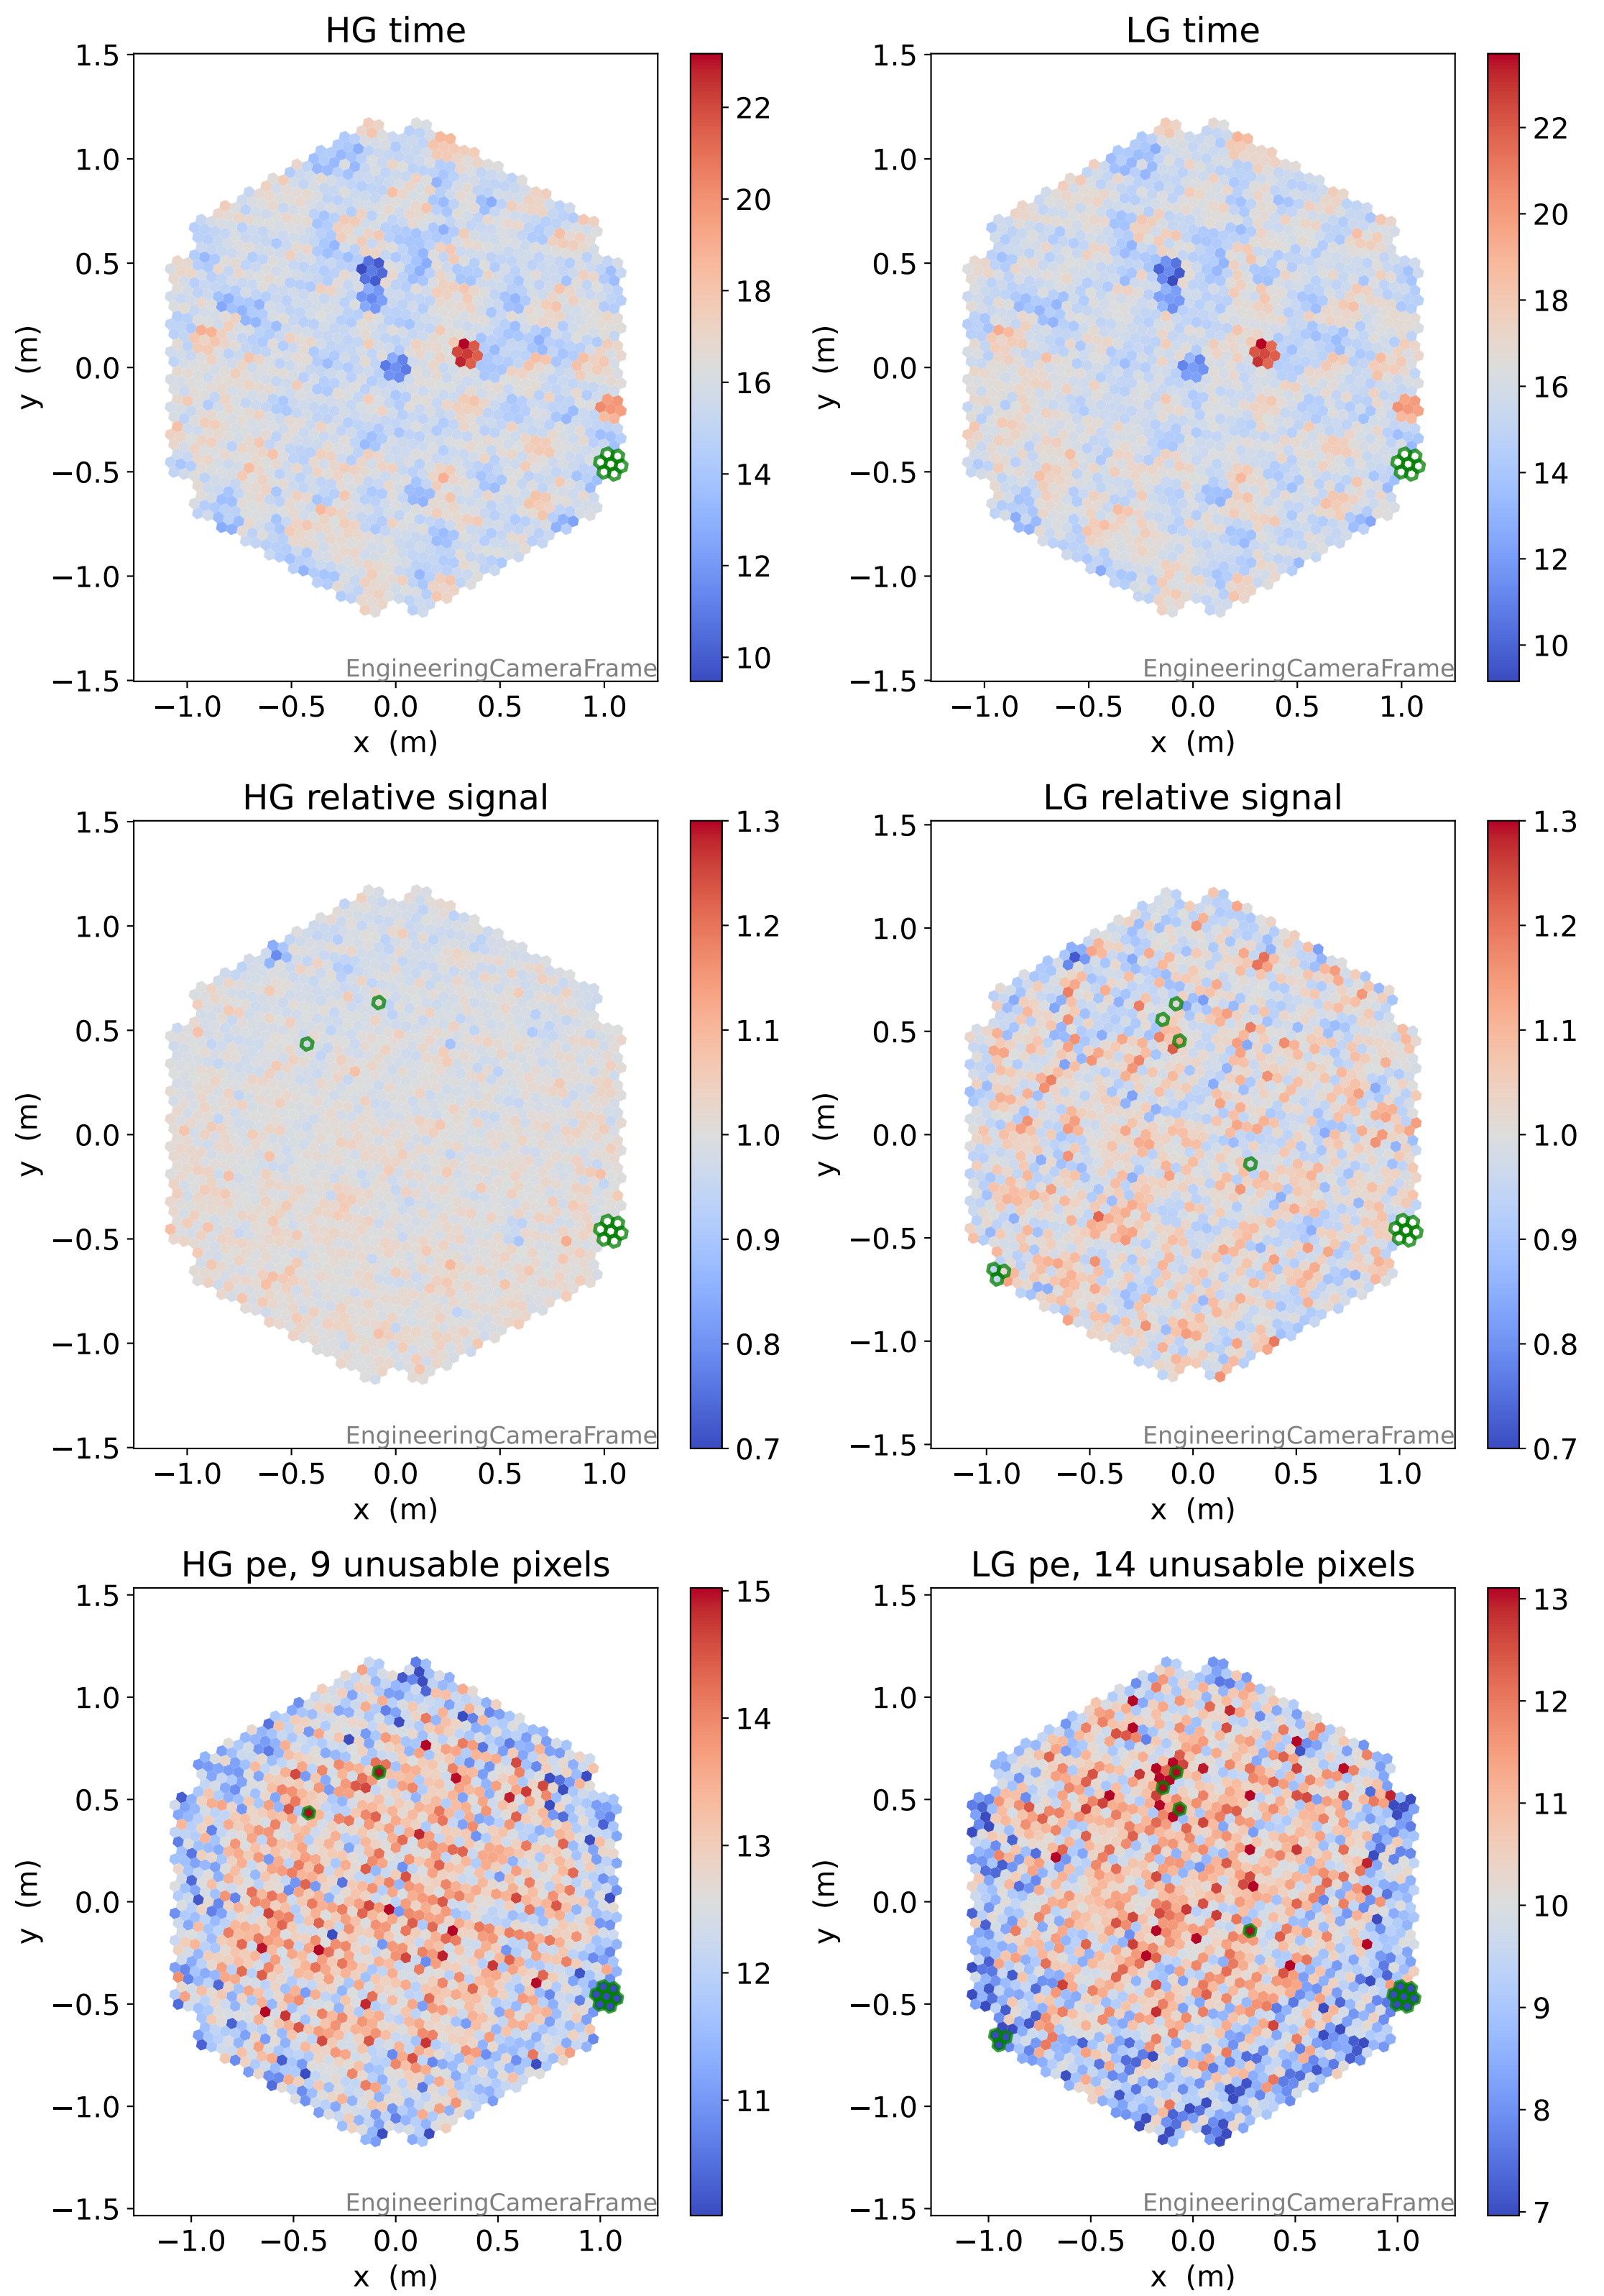 HG time
1.5
1.0
0.5
0.0
−0.5
−1.0
−1.5
y (m)
−1.0 −0.5 0.0 0.5 1.0
x (m)
EngineeringCameraFrame
22
20
18
16
14
12
10
LG time
1.5
1.0
0.5
0.0
−0.5
−1.0
−1.5
y (m)
−1.0 −0.5 0.0 0.5 1.0
x (m)
EngineeringCameraFrame
22
20
18
16
14
12
10
HG relative signal
1.5
1.0
0.5
0.0
−0.5
−1.0
−1.5
y (m)
−1.0 −0.5 0.0 0.5 1.0
x (m)
EngineeringCameraFrame
1.3
1.2
1.1
1.0
0.9
0.8
0.7
LG relative signal
1.5
1.0
0.5
0.0
−0.5
−1.0
−1.5
y (m)
−1.0 −0.5 0.0 0.5 1.0
x (m)
EngineeringCameraFrame
1.3
1.2
1.1
1.0
0.9
0.8
0.7
HG pe, 9 unusable pixels
1.5
1.0
0.5
0.0
−0.5
−1.0
−1.5
y (m)
−1.0 −0.5 0.0 0.5 1.0
x (m)
EngineeringCameraFrame
15
14
13
12
11
LG pe, 14 unusable pixels
1.5
1.0
0.5
0.0
−0.5
−1.0
−1.5
y (m)
−1.0 −0.5 0.0 0.5 1.0
x (m)
EngineeringCameraFrame
13
12
11
10
9
8
7